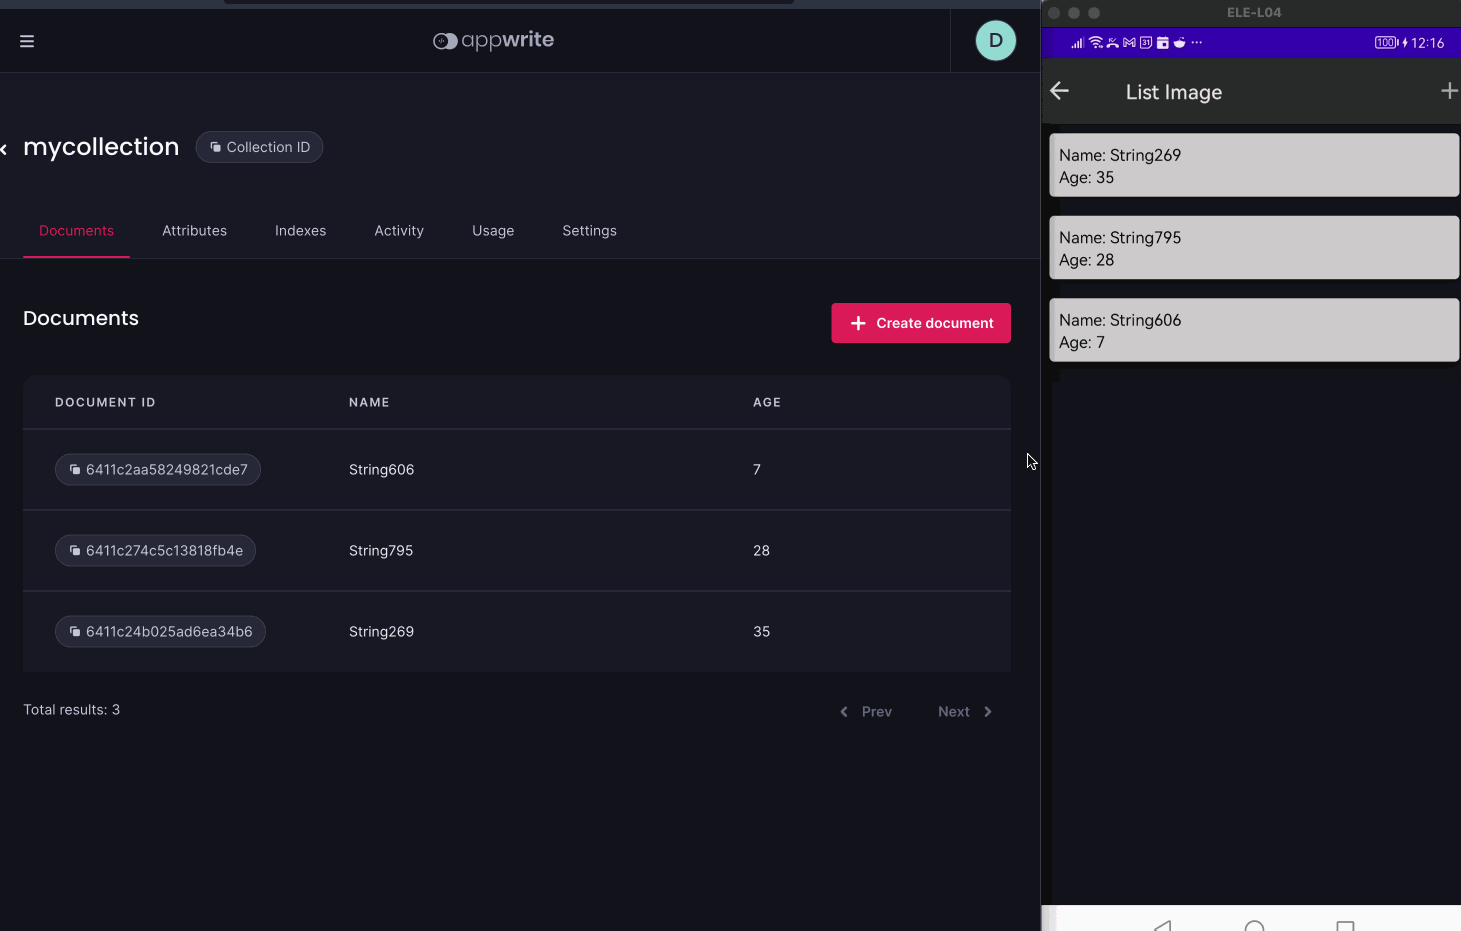 appwrite
D
mycollection
Collection ID
Documents
Attributes
Indexes
Activity
Usage
Settings
Documents
Create document
DOCUMENT ID NAME AGE
6411c2aa58249821cde7 String606 7
6411c274c5c13818fb4e String795 28
6411c24b025ad6ea34b6 String269 35
Total results: 3
Prev
Next
ELE-L04
31
100
12:16
List Image
Name: String269
Age: 35
Name: String795
Age: 28
Name: String606
Age: 7